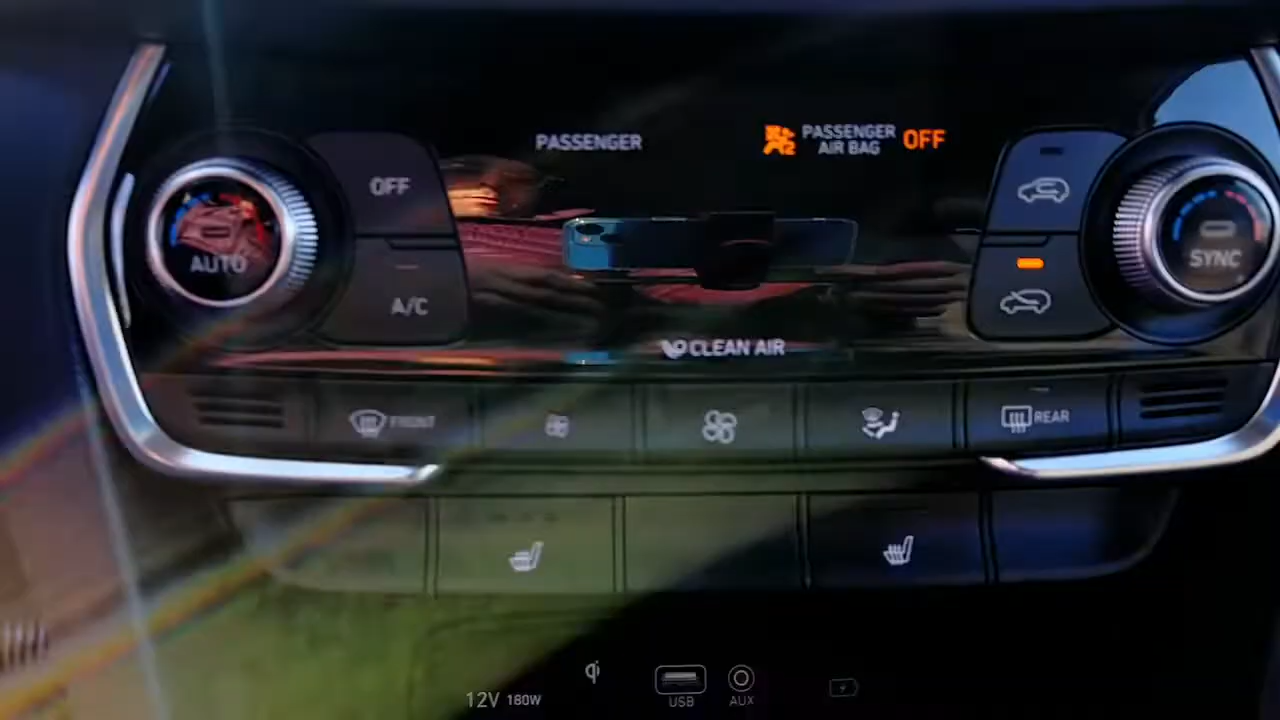 PASSENGER
PASSENGER
AIR BAG
OFF
OFF
AUTO
SYNC
A/C
CLEAN AIR
FRONT
REAR
12V 180W
USB
AUX